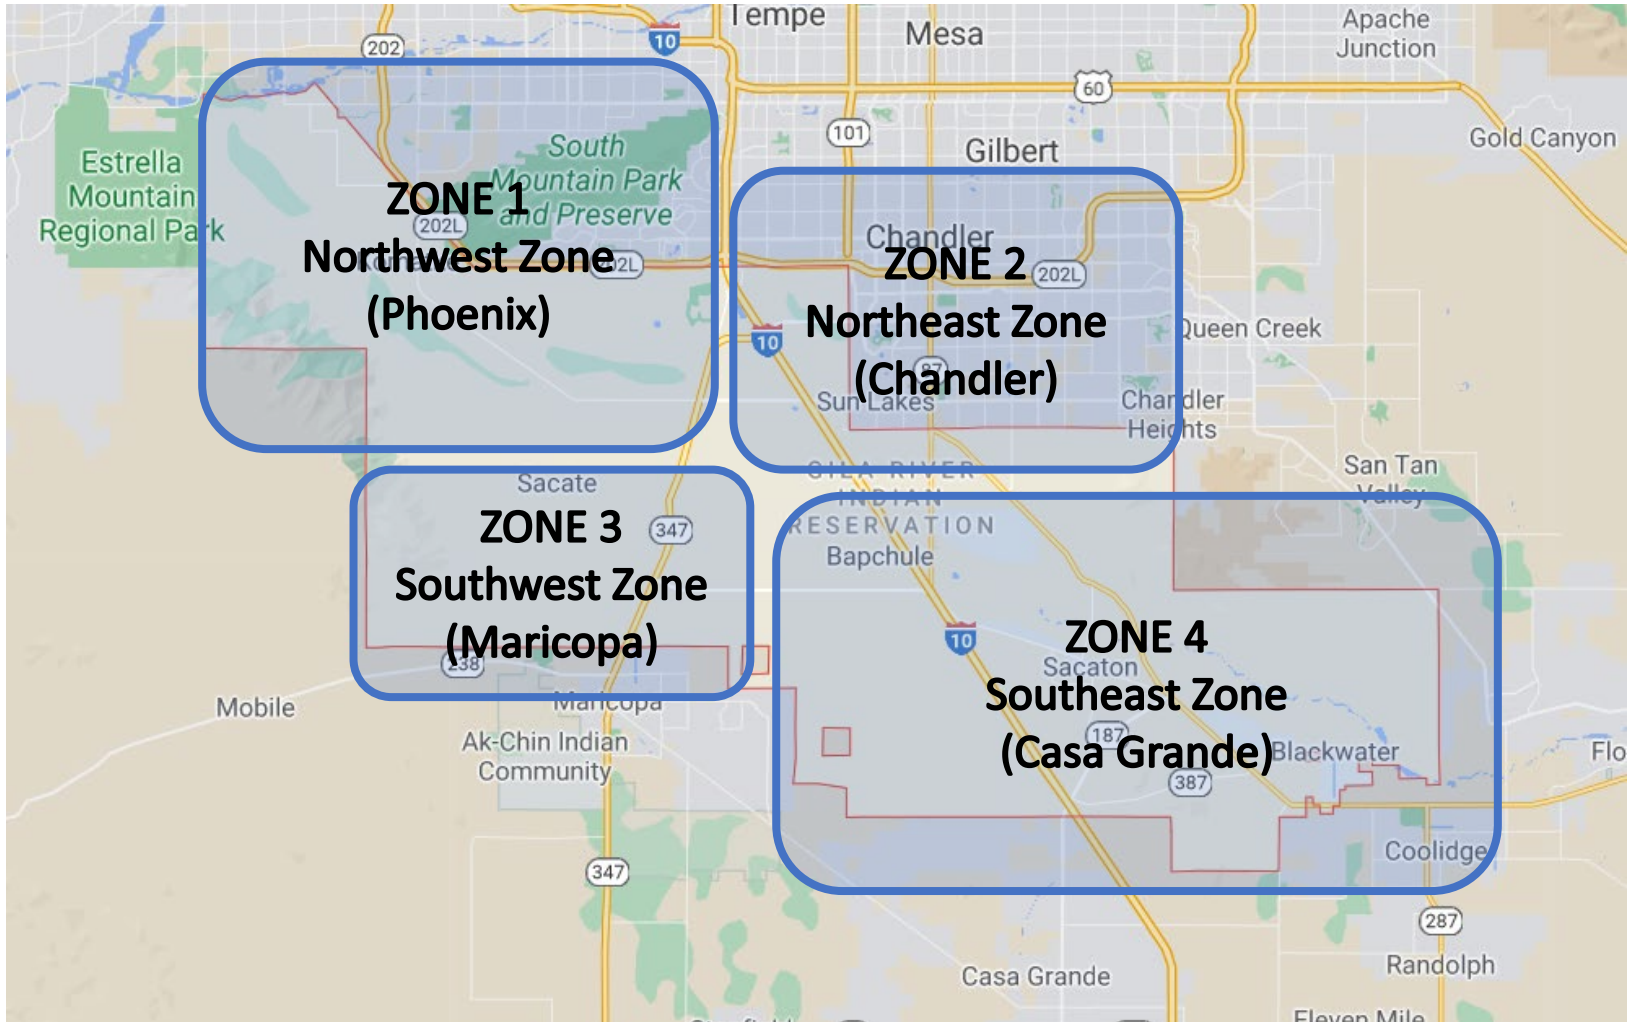 Tempe
Apache
Junction
202
10
Mesa
60
101
Gilbert
Gold Canyon
Estrella
Mountain
Regional Park
South
Mountain Park
and Preserve
ZONE 1
Northwest Zone
(Phoenix)
202L
Chandler
ZONE 2
Northeast Zone
(Chandler)
202L
10
87
Sun Lakes
Queen Creek
Chandler
Heights
GILA RIVER
INDIAN
RESERVATION
Bapchule
San Tan
Valley
Sacate
ZONE 3
Southwest Zone
(Maricopa)
347
238
Maricopa
Mobile
Ak-Chin Indian
Community
10
ZONE 4
Sacaton
Southeast Zone
(Casa Grande)
187
Blackwater
387
Flo
Coolidge
347
287
Casa Grande
Randolph
Eleven Mile